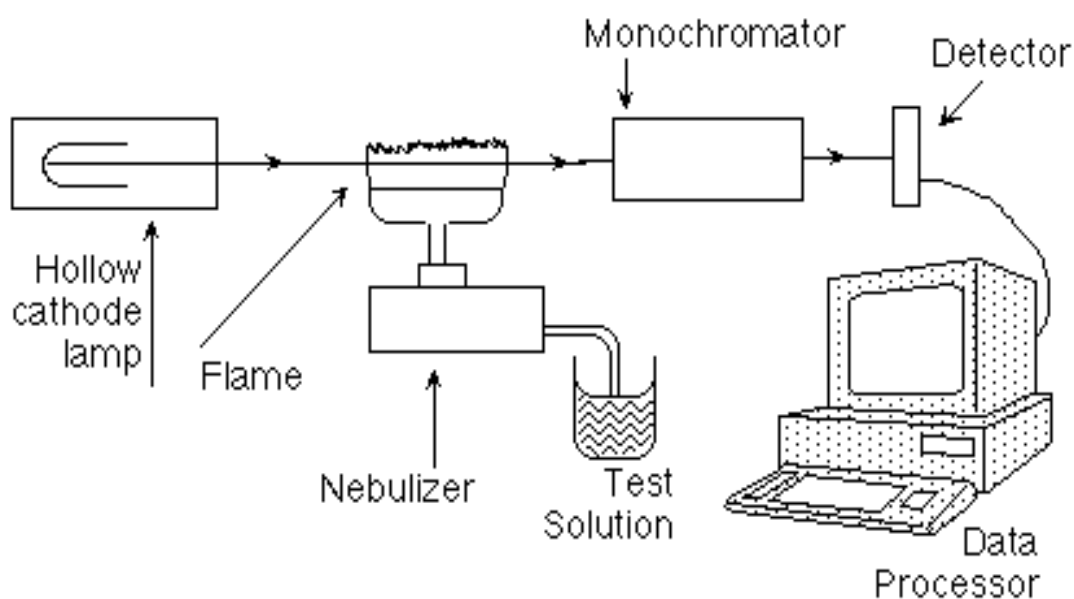 Monochromator
Detector
Hollow
cathode
lamp
Flame
Nebulizer
Test
Solution
Data
Processor